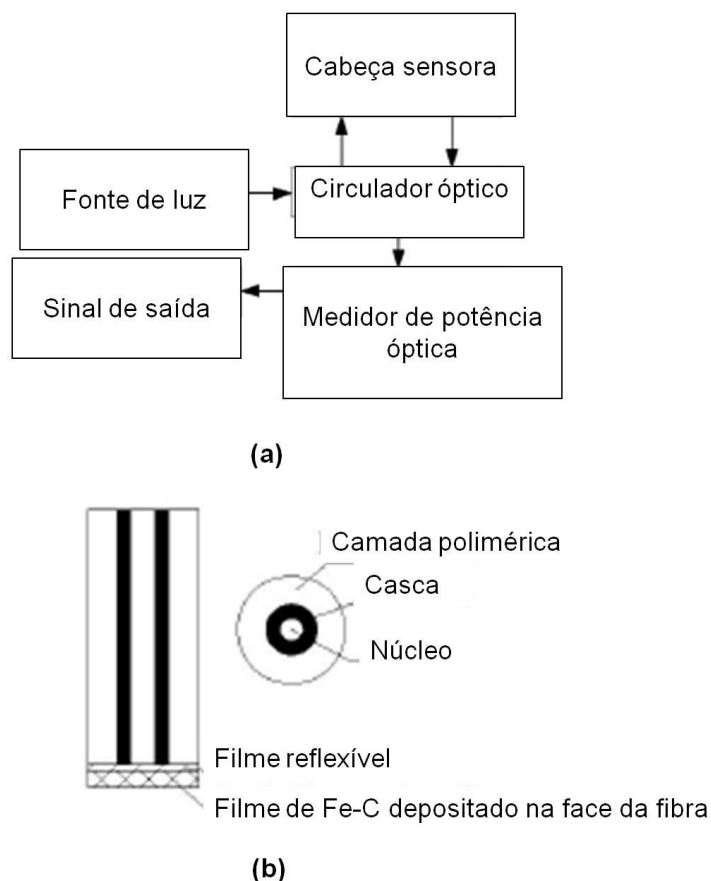 Cabeça sensora
Fonte de luz
Circulador óptico
Sinal de saída
Medidor de potência
óptica
(a)
Camada polimérica
Casca
Núcleo
Filme reflexível
Filme de Fe-C depositado na face da fibra
(b)